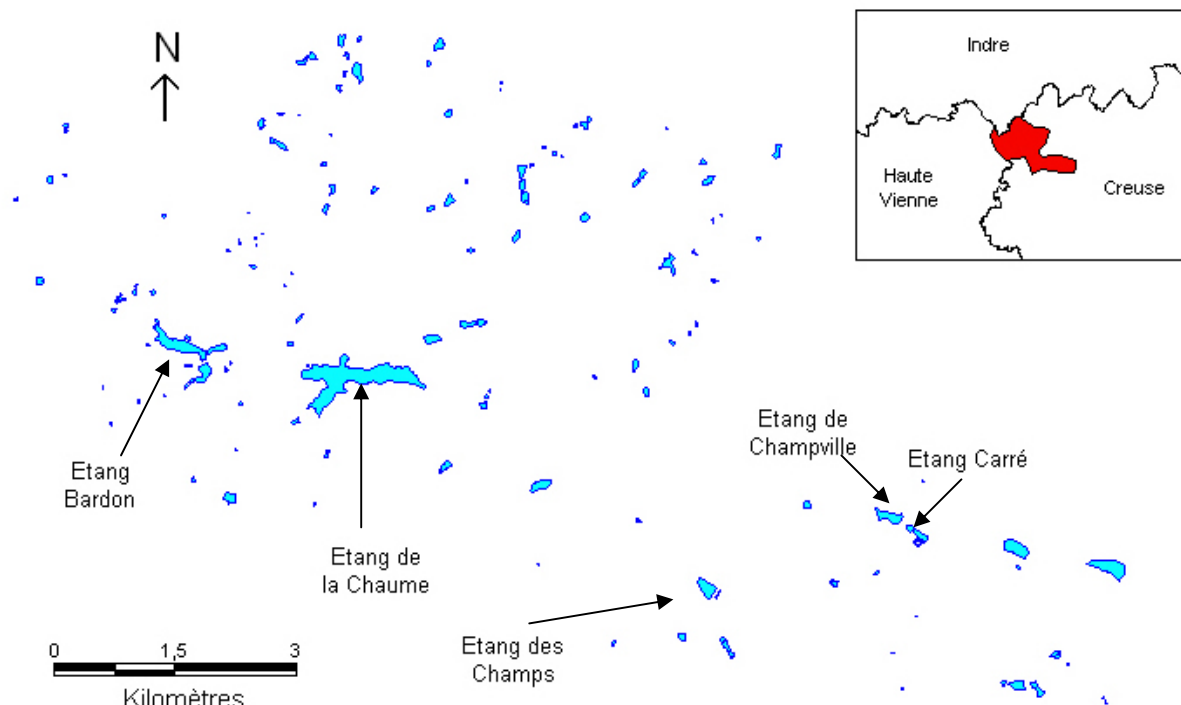 N
Indre
Haute
Vienne
Creuse
Etang
Bardon
Etang de
la Chaume
Etang de
Champville
Etang Carré
Etang des
Champs
0 1,5 3
Kilomètres